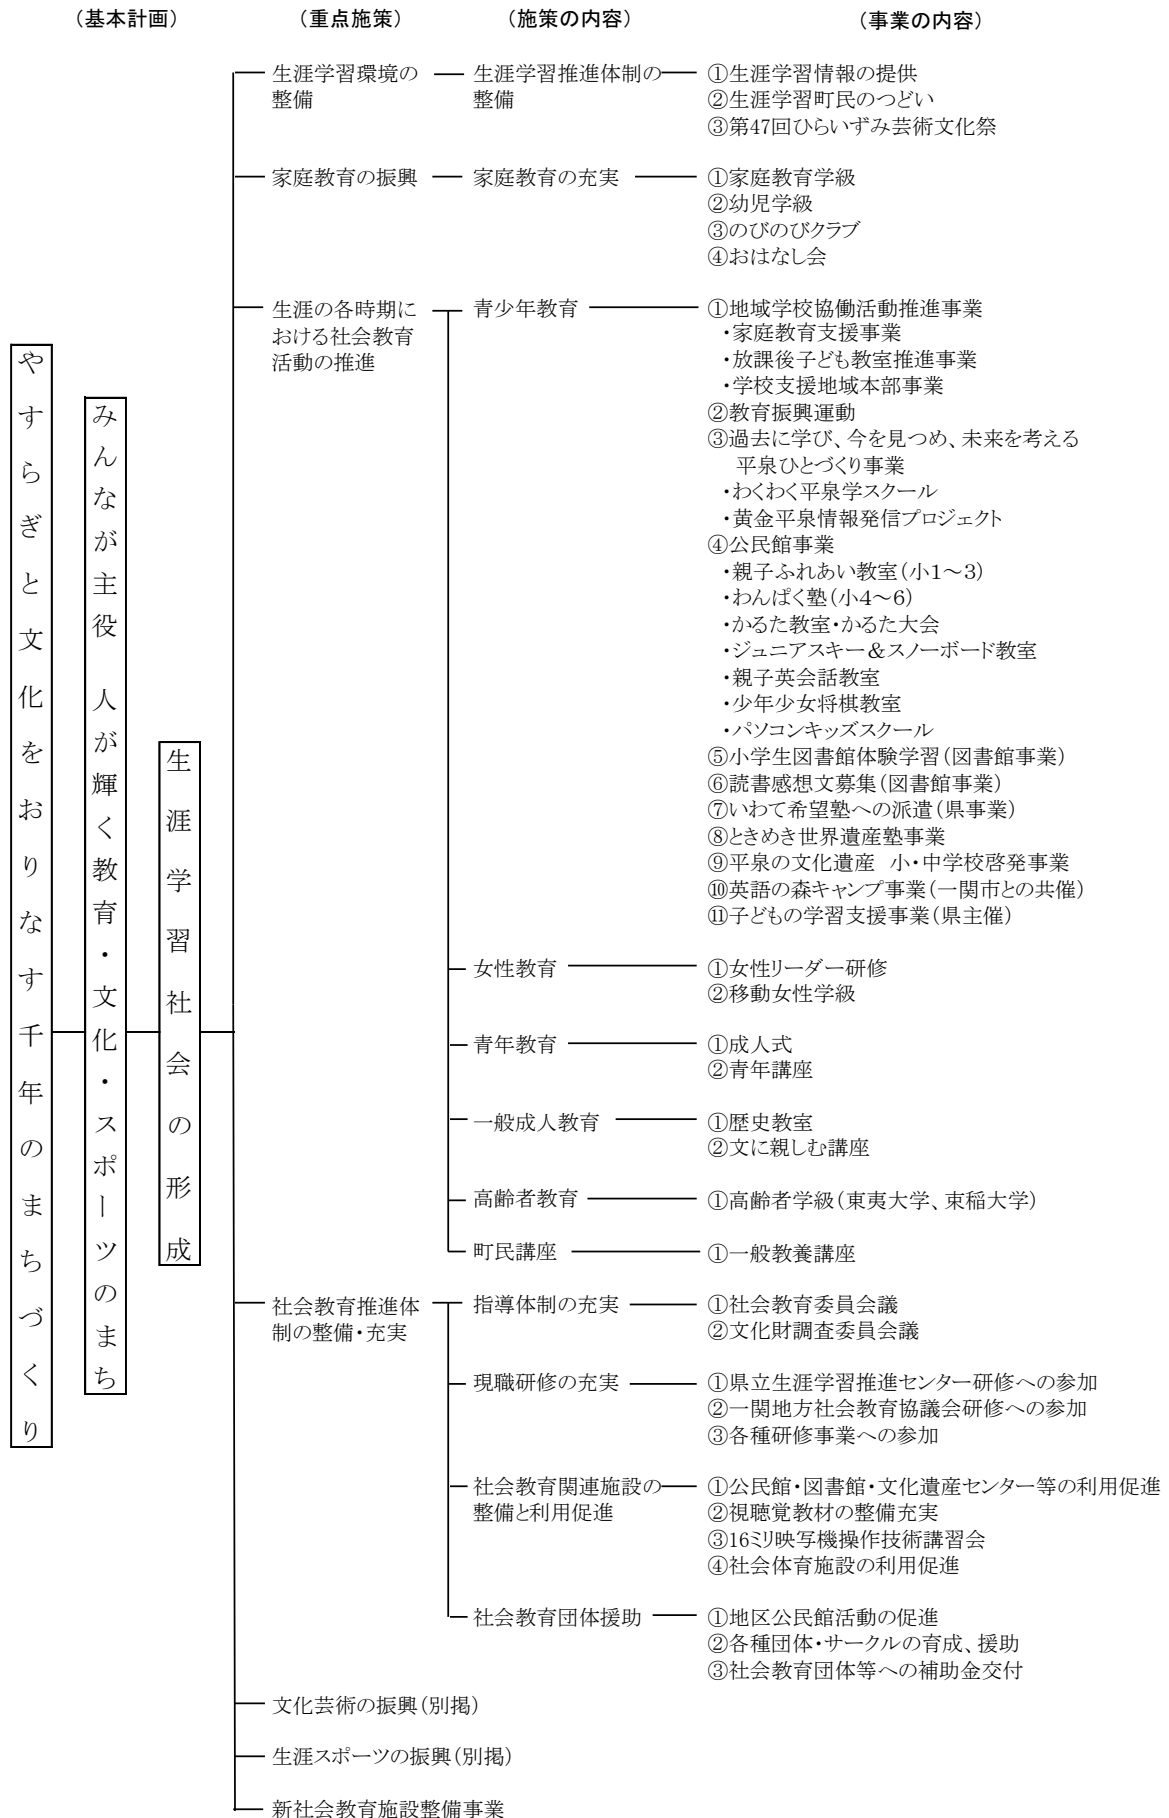 （基本計画）　（重点施策）　（施策の内容）　（事業の内容）
やすらぎと文化をおりなす千年のまちづくり
みんなが主役　人が輝く教育・文化・スポーツのまち
生涯学習社会の形成
生涯学習環境の
整備
生涯学習推進体制の
整備
①生涯学習情報の提供
②生涯学習町民のつどい
③第47回ひらいずみ芸術文化祭
家庭教育の振興
家庭教育の充実
①家庭教育学級
②幼児学級
③のびのびクラブ
④おはなし会
生涯の各時期に
おける社会教育
活動の推進
青少年教育
①地域学校協働活動推進事業
・家庭教育支援事業
・放課後子ども教室推進事業
・学校支援地域本部事業
②教育振興運動
③過去に学び、今を見つめ、未来を考える
平泉ひとづくり事業
・わくわく平泉学スクール
・黄金平泉情報発信プロジェクト
④公民館事業
・親子ふれあい教室（小1～3）
・わんぱく塾（小4～6）
・かるた教室・かるた大会
・ジュニアスキー＆スノーボード教室
・親子英会話教室
・少年少女将棋教室
・パソコンキッズスクール
⑤小学生図書館体験学習（図書館事業）
⑥読書感想文募集（図書館事業）
⑦いわて希望塾への派遣（県事業）
⑧ときめき世界遺産塾事業
⑨平泉の文化遺産　小・中学校啓発事業
⑩英語の森キャンプ事業（一関市との共催）
⑪子どもの学習支援事業（県主催）
女性教育
①女性リーダー研修
②移動女性学級
青年教育
①成人式
②青年講座
一般成人教育
①歴史教室
②文に親しむ講座
高齢者教育
①高齢者学級（東夷大学、束稲大学）
町民講座
①一般教養講座
社会教育推進体
制の整備・充実
指導体制の充実
①社会教育委員会議
②文化財調査委員会議
現職研修の充実
①県立生涯学習推進センター研修への参加
②一関地方社会教育協議会研修への参加
③各種研修事業への参加
社会教育関連施設の
整備と利用促進
①公民館・図書館・文化遺産センター等の利用促進
②視聴覚教材の整備充実
③16ミリ映写機操作技術講習会
④社会体育施設の利用促進
社会教育団体援助
①地区公民館活動の促進
②各種団体・サークルの育成、援助
③社会教育団体等への補助金交付
文化芸術の振興（別掲）
生涯スポーツの振興（別掲）
新社会教育施設整備事業